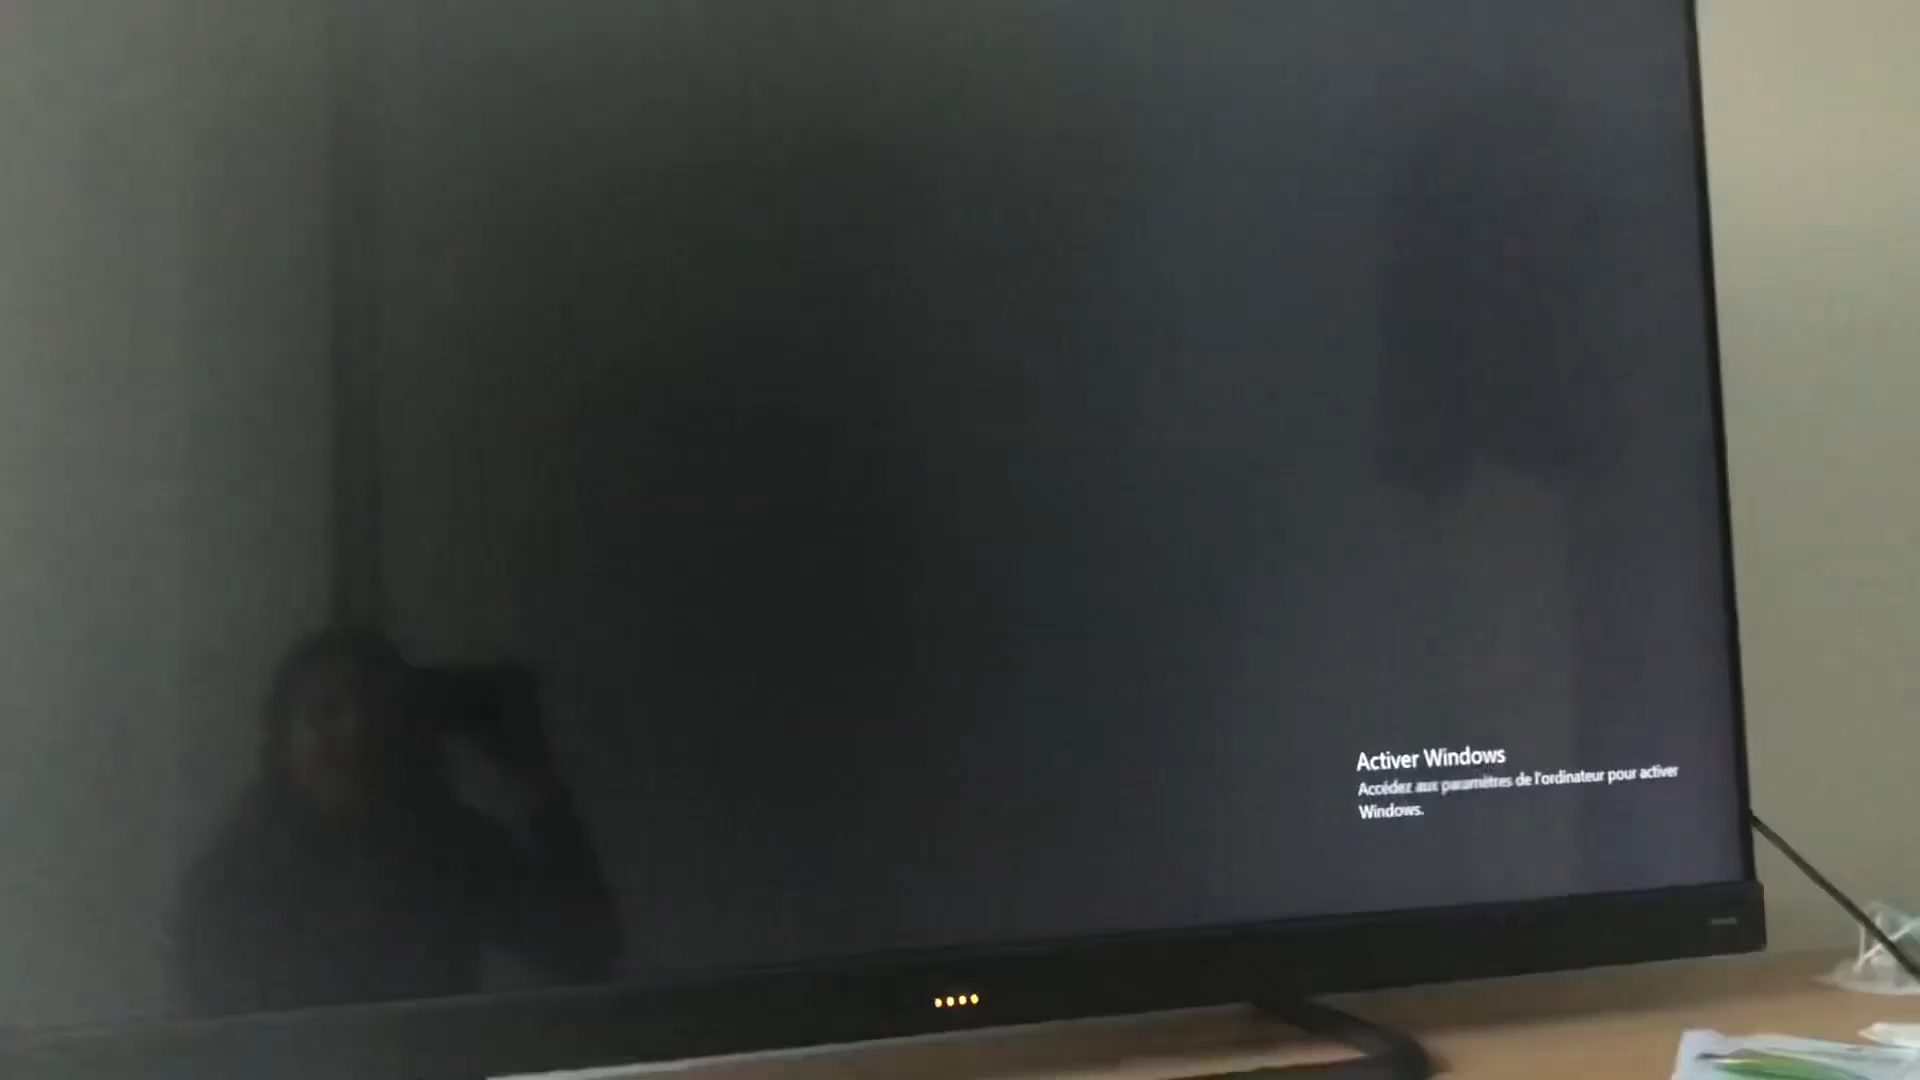 Activer Windows
Accédez aux paramètres de l'ordinateur pour activer
Windows.